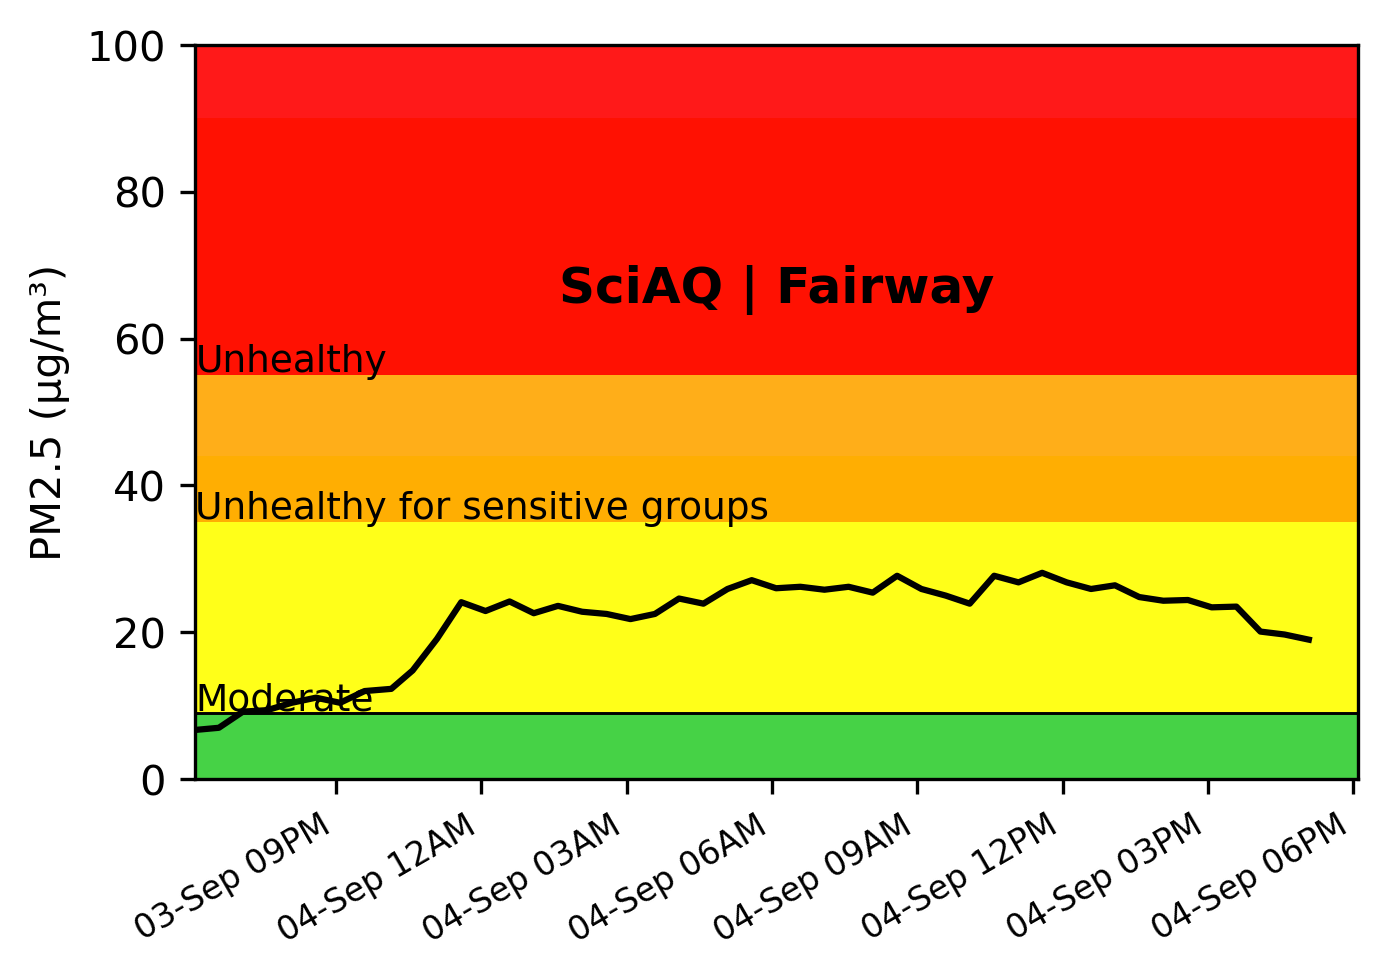 100
80
60
40
20
0
PM2.5 (µg/m³)
SciAQ | Fairway
Unhealthy
Unhealthy for sensitive groups
Moderate
03-Sep 09PM
04-Sep 12AM
04-Sep 03AM
04-Sep 06AM
04-Sep 09AM
04-Sep 12PM
04-Sep 03PM
04-Sep 06PM